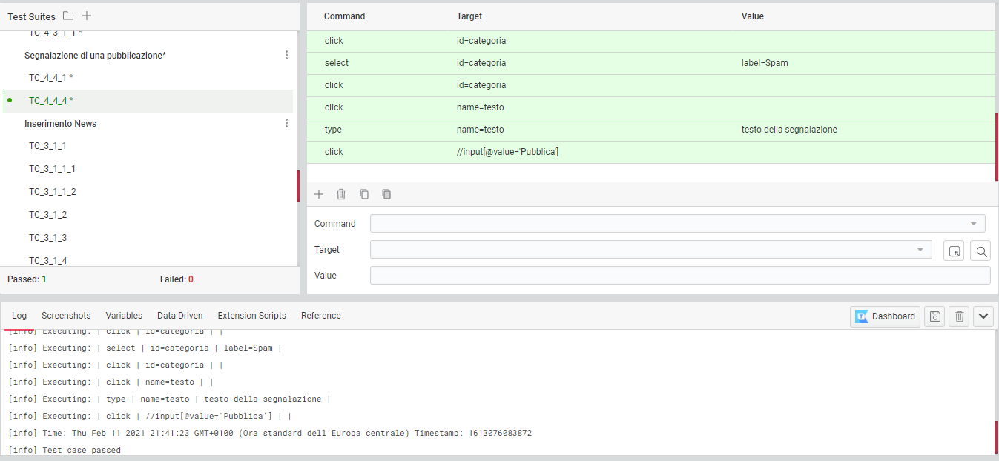 Test Suites
TC_4_3_1_1 *
Segnalazione di una pubblicazione*
TC_4_4_1 *
TC_4_4_4 *
Inserimento News
TC_3_1_1
TC_3_1_1_1
TC_3_1_1_2
TC_3_1_2
TC_3_1_3
TC_3_1_4
Passed: 1 Failed: 0
Command Target Value
click id=categoria
select id=categoria label=Spam
click id=categoria
click name=testo
type name=testo testo della segnalazione
click //input[@value='Pubblica']
Command
Target
Value
Log Screenshots Variables Data Driven Extension Scripts Reference Dashboard
[info] Executing: | click | id=categoria | |
[info] Executing: | select | id=categoria | label=Spam |
[info] Executing: | click | id=categoria | |
[info] Executing: | click | name=testo | |
[info] Executing: | type | name=testo | testo della segnalazione |
[info] Executing: | click | //input[@value='Pubblica'] | |
[info] Time: Thu Feb 11 2021 21:41:23 GMT+0100 (Ora standard dell'Europa centrale) Timestamp: 1613076083872
[info] Test case passed